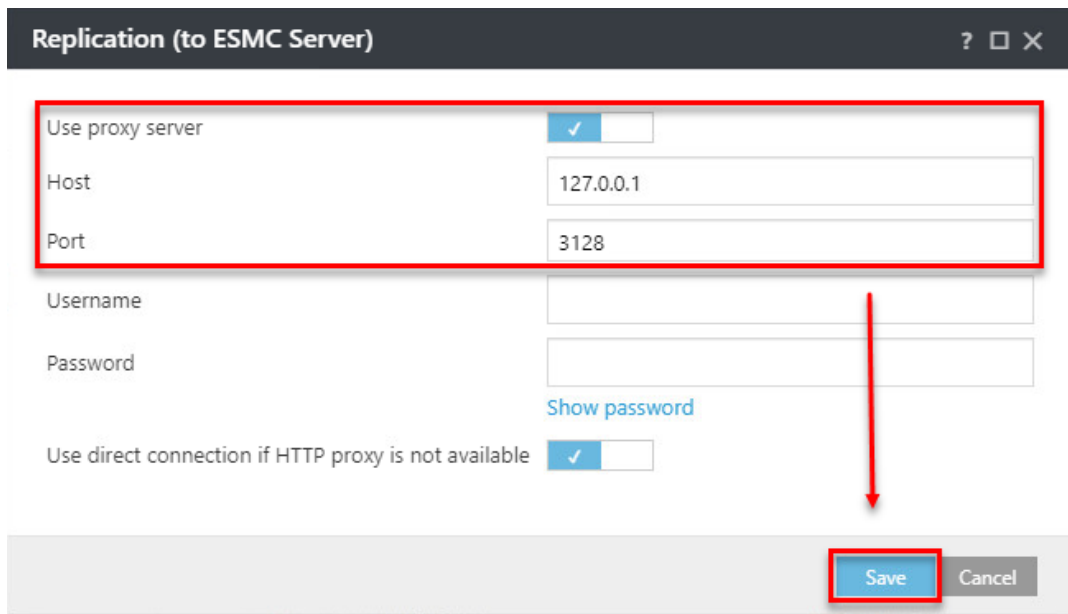 Replication (to ESMC Server)
?
Use proxy server
Host
127.0.0.1
Port
3128
Username
Password
Show password
Use direct connection if HTTP proxy is not available
Save
Cancel